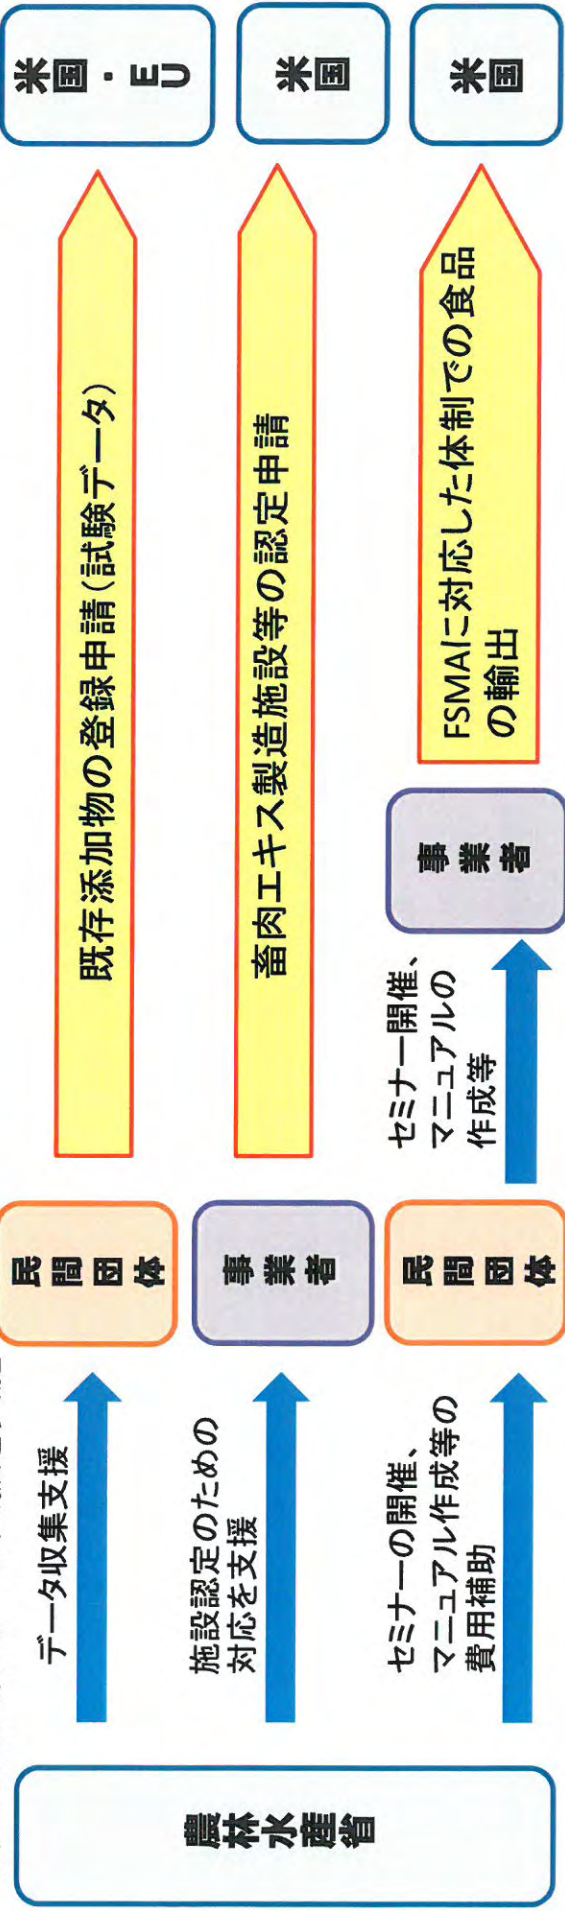 農林水産省
データ収集支援
民間団体
既存添加物の登録申請(試験データ)
米国・EU
施設認定のための
対応を支援
事業者
畜肉エキス製造施設等の認定申請
米国
セミナーの開催、
マニュアル作成等の
費用補助
民間団体
セミナー開催、
マニュアルの
作成等
事業者
FSMAに対応した体制での食品
の輸出
米国